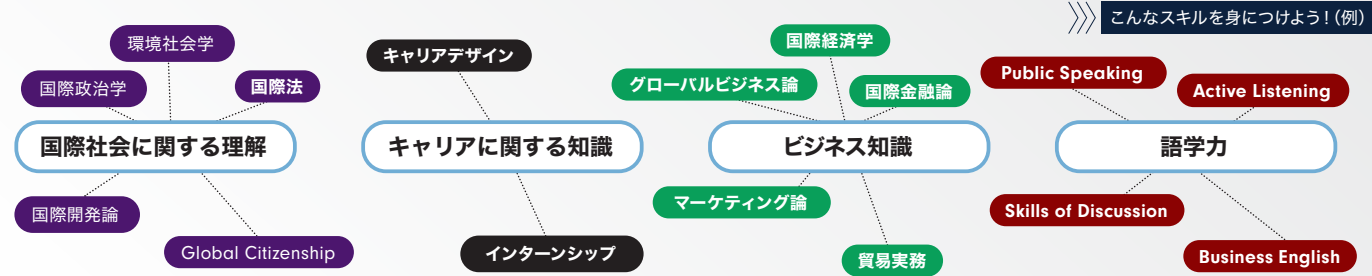 こんなスキルを身につけよう！（例）
環境社会学
国際政治学
国際法
国際社会に関する理解
国際開発論
Global Citizenship
キャリアデザイン
キャリアに関する知識
インターンシップ
国際経済学
グローバルビジネス論
国際金融論
ビジネス知識
マーケティング論
貿易実務
Public Speaking
Active Listening
語学力
Skills of Discussion
Business English